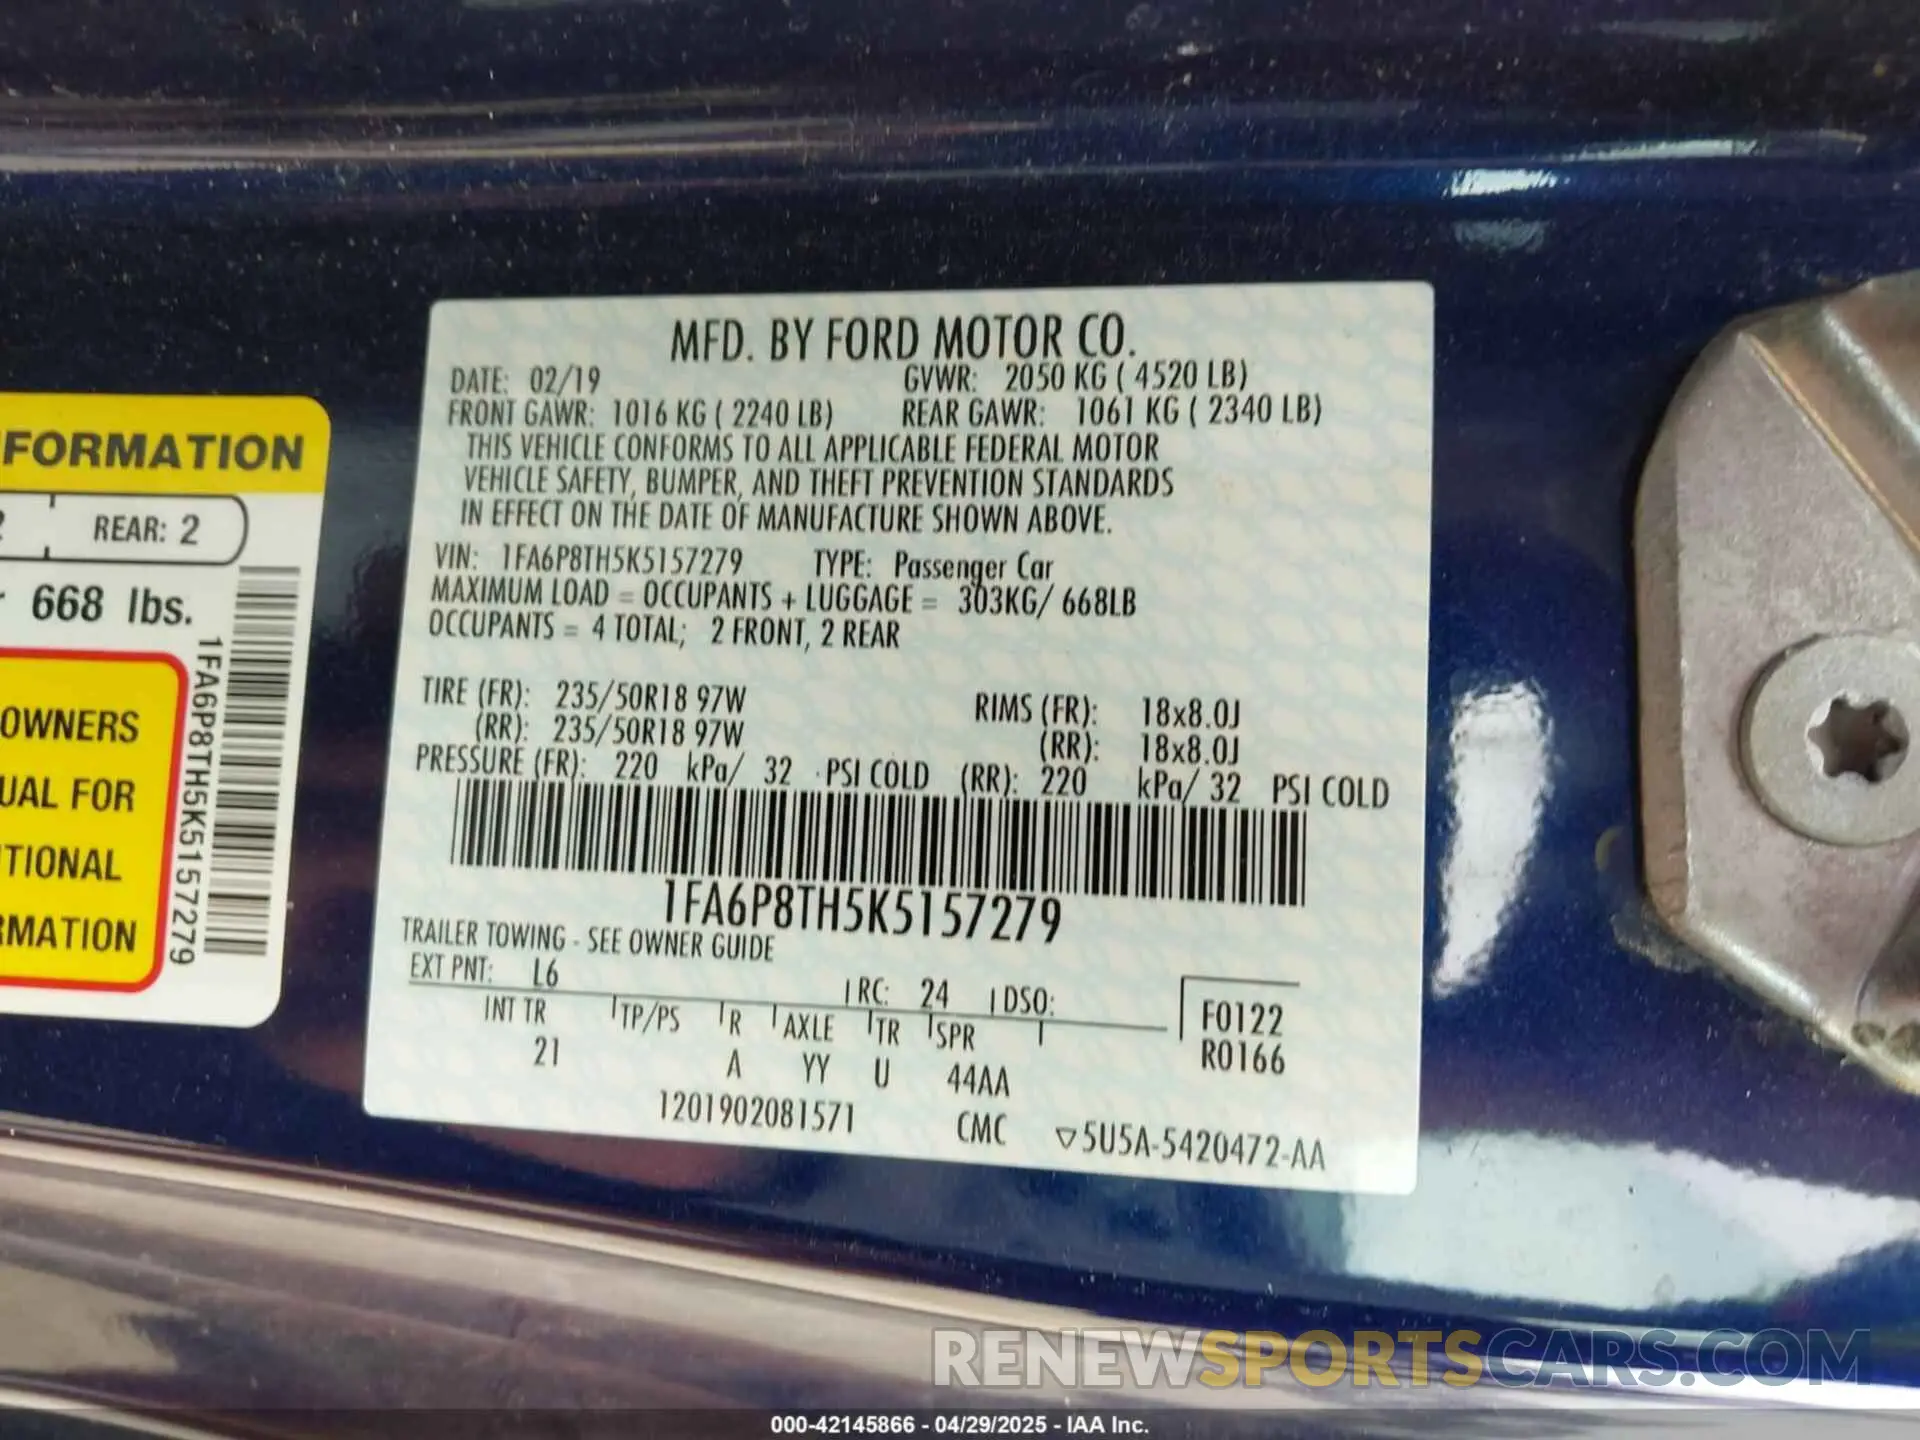 MFD. BY FORD MOTOR CO.
DATE: 02/19 GVWR: 2050 KG ( 4520 LB)
FRONT GAWR: 1016 KG ( 2240 LB) REAR GAWR: 1061 KG ( 2340 LB)
THIS VEHICLE CONFORMS TO ALL APPLICABLE FEDERAL MOTOR
VEHICLE SAFETY, BUMPER, AND THEFT PREVENTION STANDARDS
IN EFFECT ON THE DATE OF MANUFACTURE SHOWN ABOVE.
VIN: 1FA6P8TH5K5157279 TYPE: Passenger Car
MAXIMUM LOAD = OCCUPANTS + LUGGAGE = 303KG/ 668LB
OCCUPANTS = 4 TOTAL; 2 FRONT, 2 REAR
TIRE (FR): 235/50R18 97W RIMS (FR): 18x8.0J
(RR): 235/50R18 97W (RR): 18x8.0J
PRESSURE (FR): 220 kPa/ 32 PSI COLD (RR): 220 kPa/ 32 PSI COLD
1FA6P8TH5K5157279
TRAILER TOWING - SEE OWNER GUIDE
EXT PNT: L6 RC: 24 DSO:
INT TR TP/PS R AXLE TR SPR F0122
21 A YY U 44AA R0166
1201902081571 CMC ▽5U5A-5420472-AA
FORMATION
2 REAR: 2
668 lbs.
OWNERS
UAL FOR
TIONAL
RMATION
1FA6P8TH5K5157279
RENEWSPORTSCARS.COM
000-42145866 - 04/29/2025 - IAA Inc.